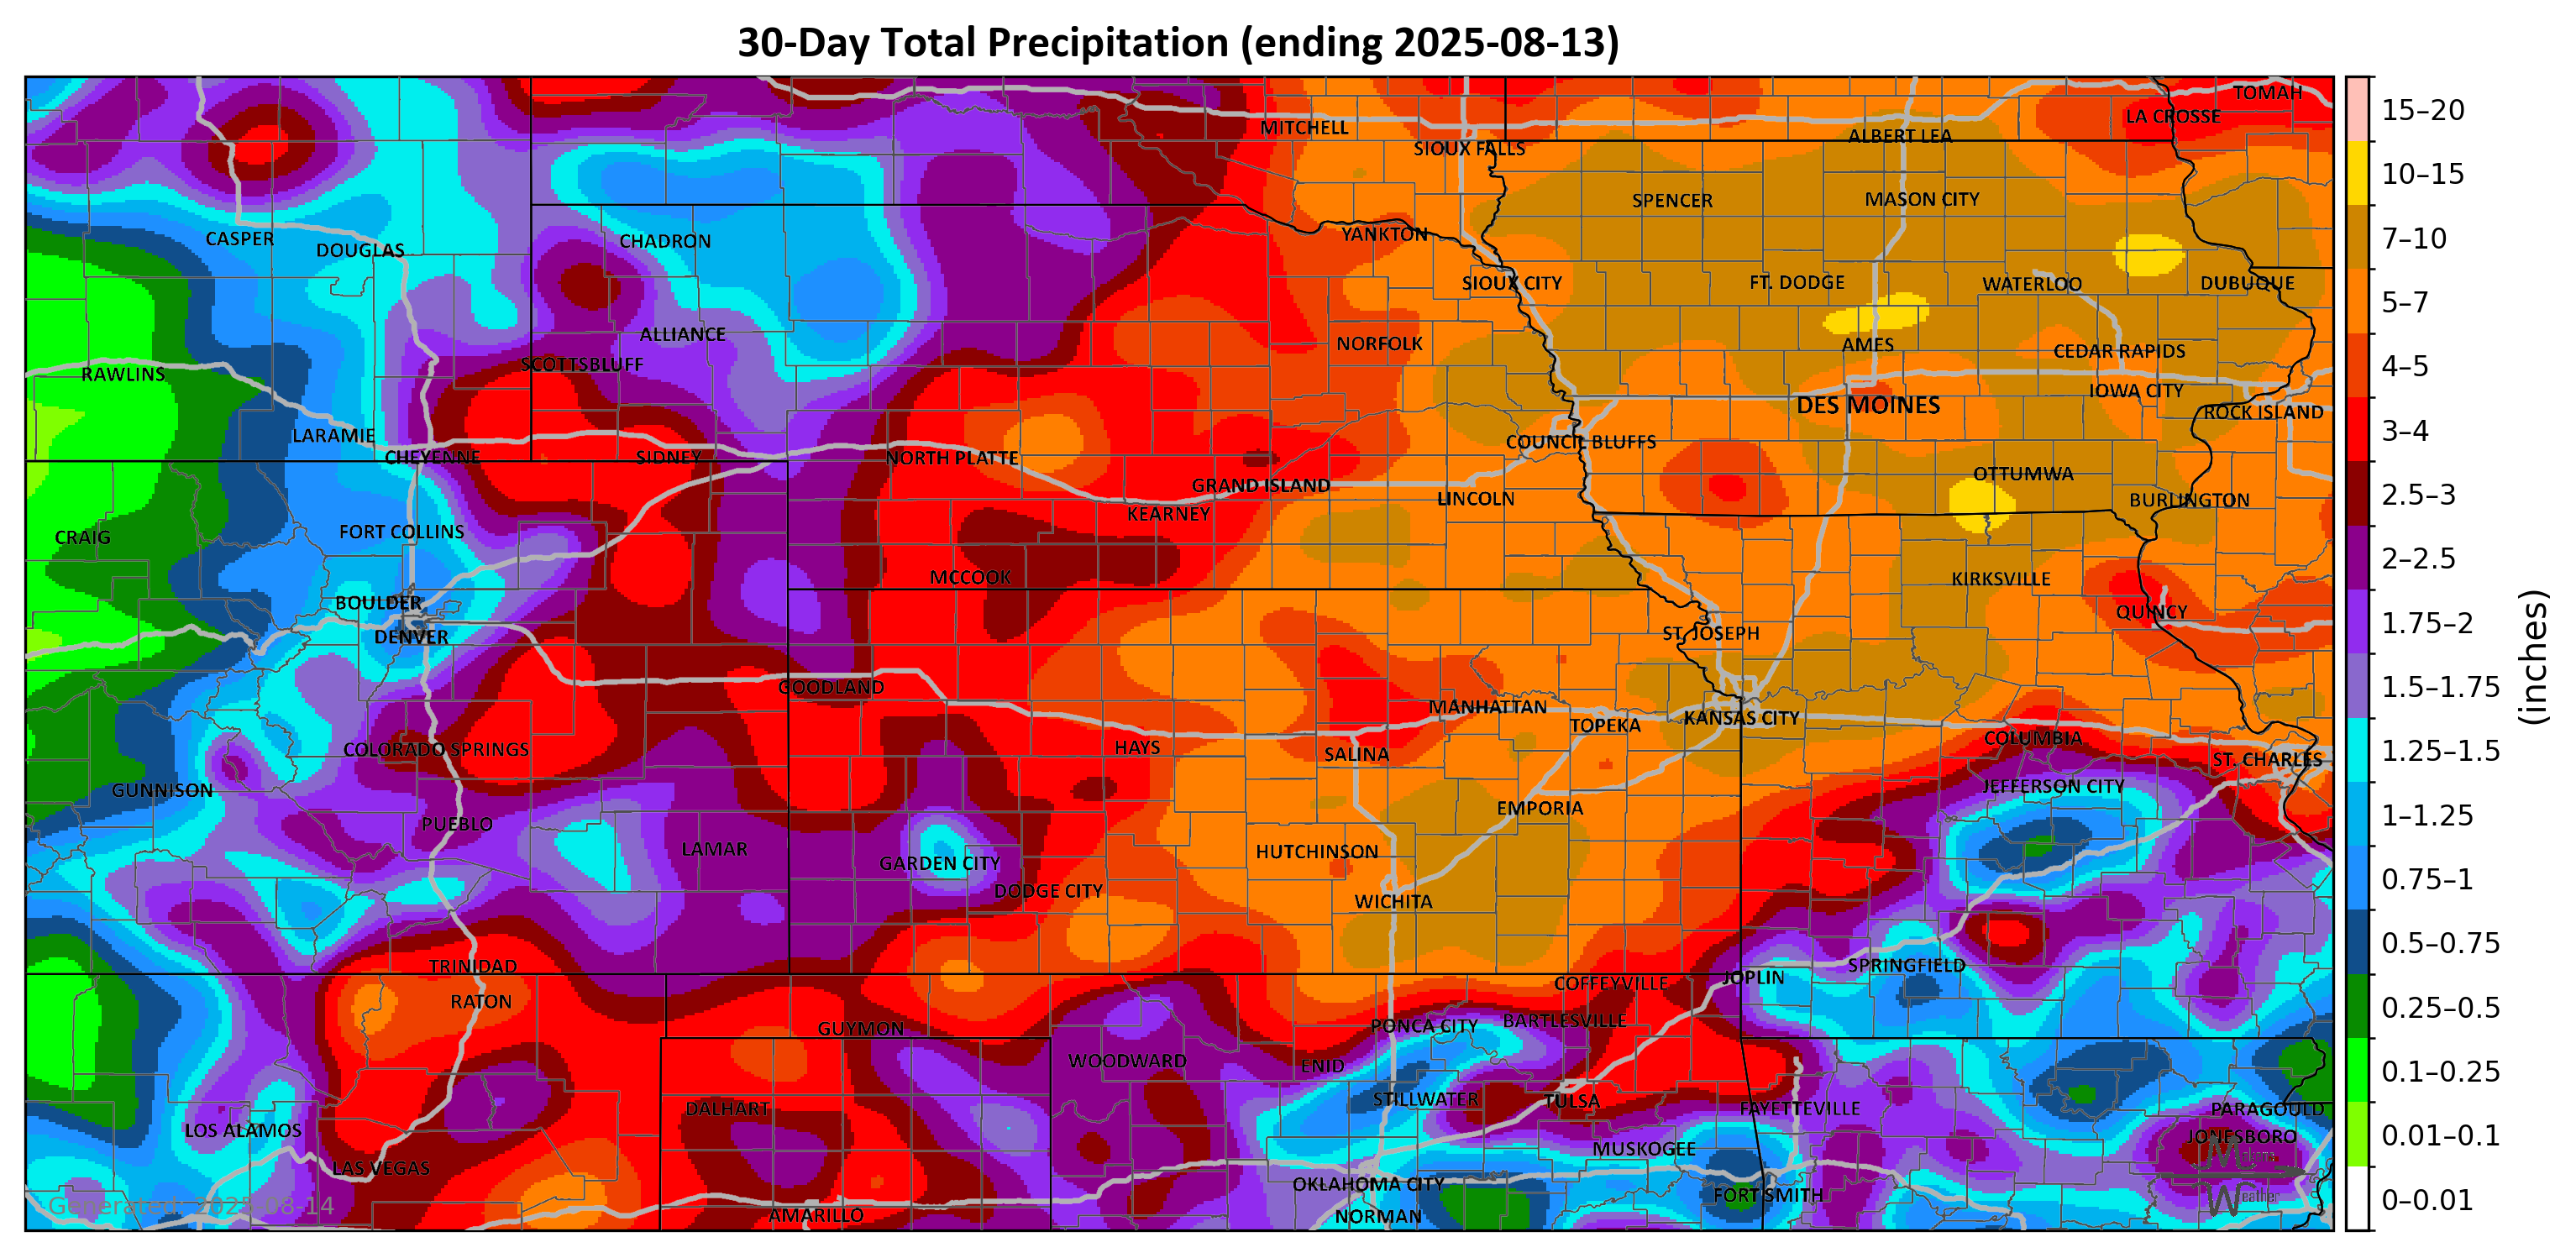 30-Day Total Precipitation (ending 2025-08-13)
TOMAH
LA CROSSE
MITCHELL
ALBERT LEA
SIOUX FALLS
SPENCER
MASON CITY
CASPER
DOUGLAS
CHADRON
YANKTON
SIOUX CITY
FT. DODGE
WATERLOO
DUBUQUE
ALLIANCE
NORFOLK
AMES
CEDAR RAPIDS
SCOTTSBLUFF
RAWLINS
IOWA CITY
DES MOINES
ROCK ISLAND
LARAMIE
COUNCIL BLUFFS
CHEYENNE
SIDNEY
NORTH PLATTE
OTTUMWA
GRAND ISLAND
LINCOLN
BURLINGTON
KEARNEY
FORT COLLINS
CRAIG
MCCOOK
KIRKSVILLE
BOULDER
QUINCY
DENVER
ST. JOSEPH
GOODLAND
MANHATTAN
TOPEKA
KANSAS CITY
COLORADO SPRINGS
HAYS
SALINA
COLUMBIA
ST. CHARLES
GUNNISON
JEFFERSON CITY
EMPORIA
PUEBLO
LAMAR
GARDEN CITY
HUTCHINSON
DODGE CITY
WICHITA
TRINIDAD
SPRINGFIELD
JOPLIN
COFFEYVILLE
RATON
GUYMON
PONCA CITY
BARTLESVILLE
WOODWARD
ENID
DALHART
STILLWATER
TULSA
FAYETTEVILLE
PARAGOULD
LOS ALAMOS
JONESBORO
MUSKOGEE
LAS VEGAS
OKLAHOMA CITY
FORT SMITH
AMARILLO
NORMAN
Generated: 2025-08-14
Makens
Weather
15–20
10–15
7–10
5–7
4–5
3–4
2.5–3
2–2.5
1.75–2
1.5–1.75
1.25–1.5
1–1.25
0.75–1
0.5–0.75
0.25–0.5
0.1–0.25
0.01–0.1
0–0.01
(inches)